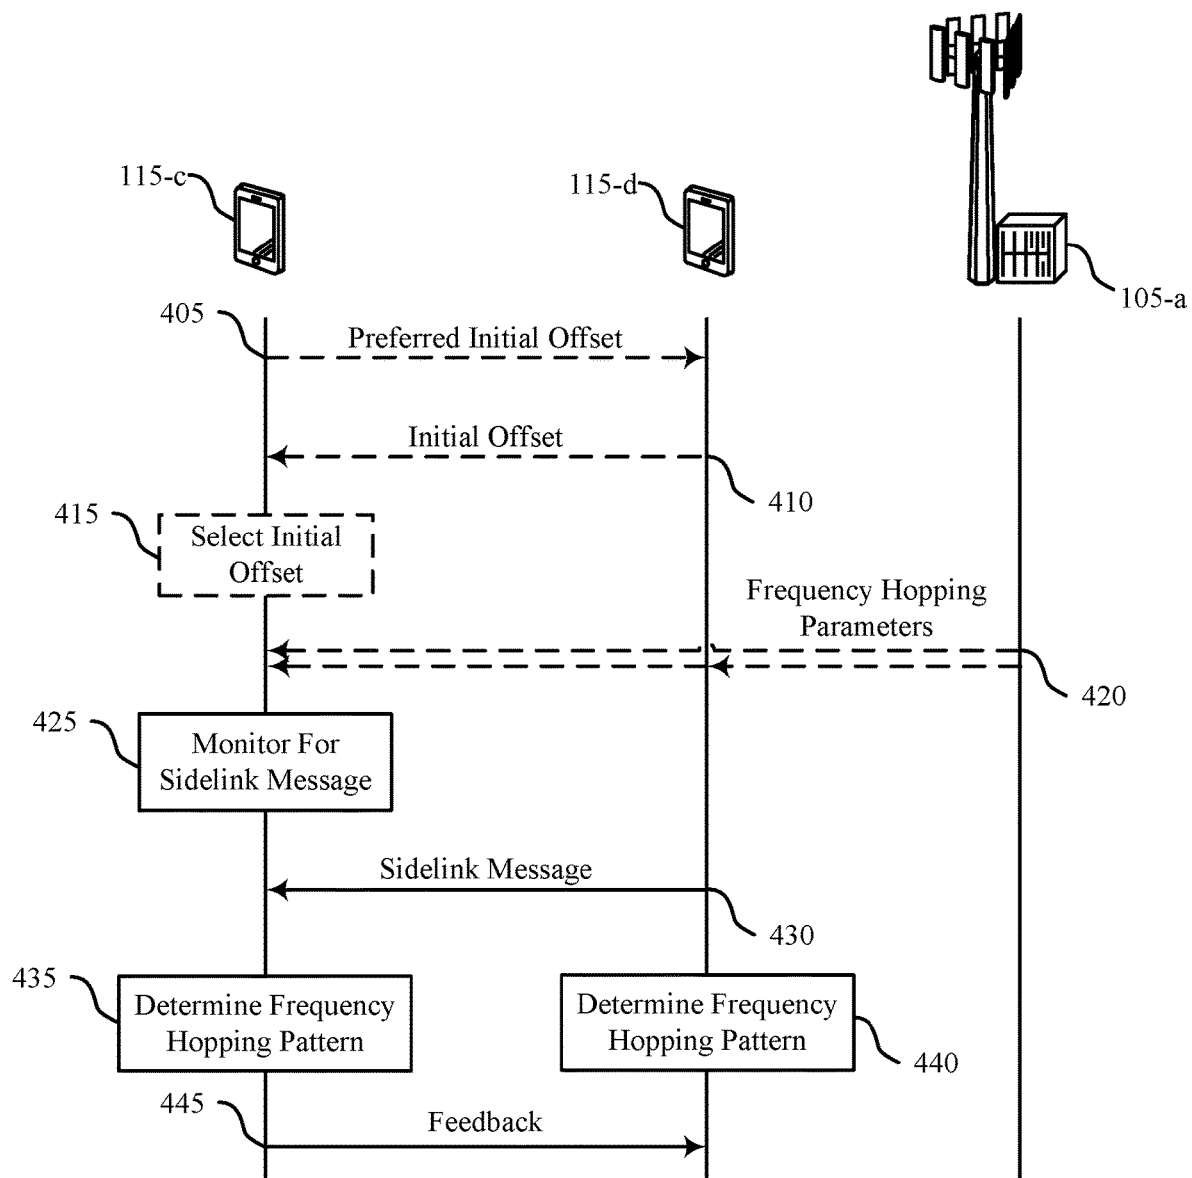 115-c
115-d
105-a
405
Preferred Initial Offset
Initial Offset
410
415
Select Initial
Offset
Frequency Hopping
Parameters
420
425
Monitor For
Sidelink Message
Sidelink Message
430
435
Determine Frequency
Hopping Pattern
Determine Frequency
Hopping Pattern
440
445
Feedback